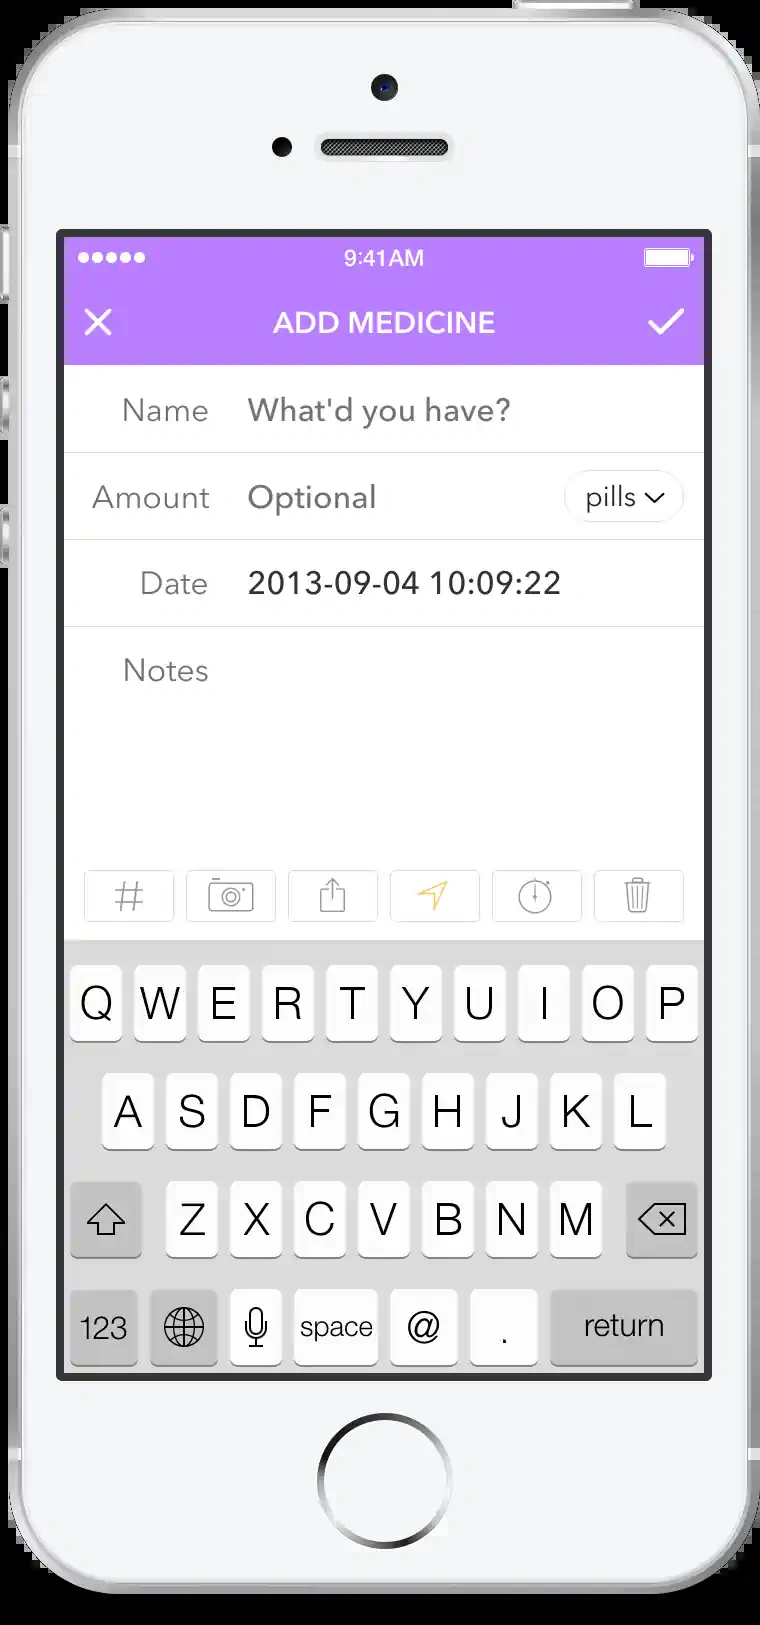 9:41AM
ADD MEDICINE
Name What'd you have?
Amount Optional pills
Date 2013-09-04 10:09:22
Notes
#
Q W E R T Y U I O P
A S D F G H J K L
Z X C V B N M
123 space @ . return